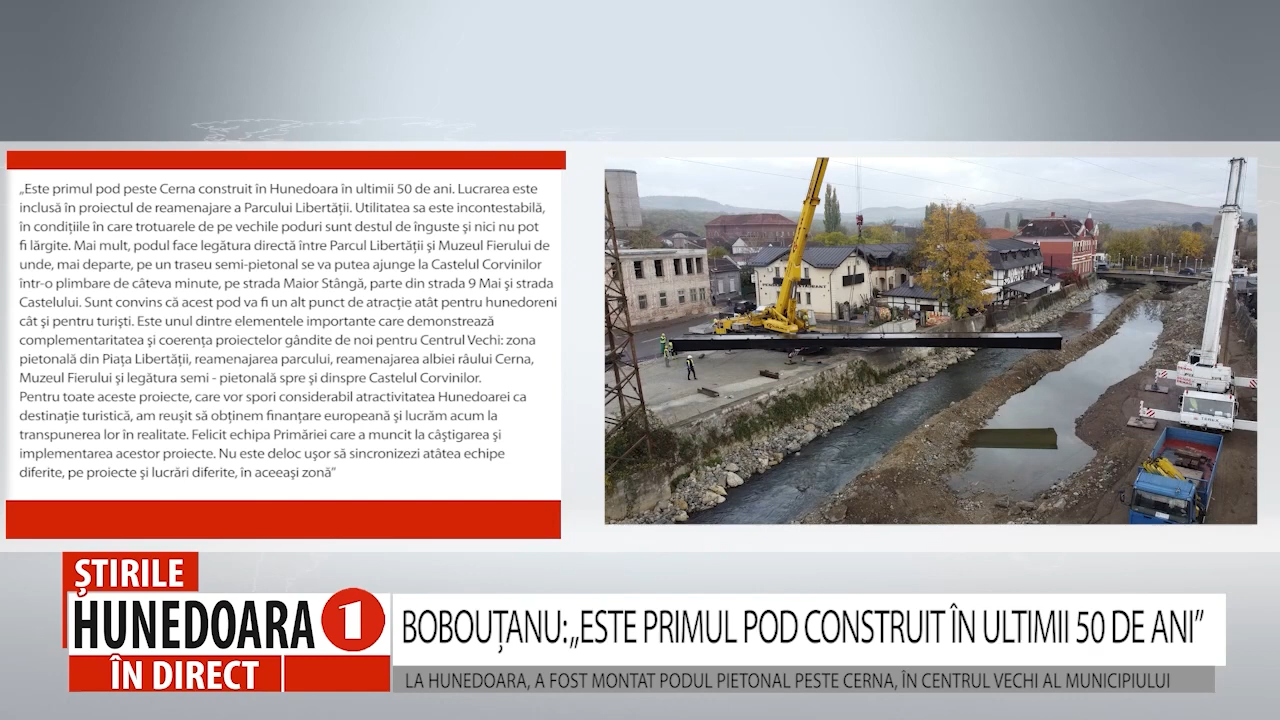 „Este primul pod peste Cerna construit în Hunedoara în ultimii 50 de ani. Lucrarea este
inclusă în proiectul de reamenajare a Parcului Libertății. Utilitatea sa este incontestabilă,
în condițiile în care trotuarele de pe vechile poduri sunt destul de înguste și nici nu pot
fi lărgite. Mai mult, podul face legătura directă între Parcul Libertății și Muzeul Fierului de
unde, mai departe, pe un traseu semi-pietonal se va putea ajunge la Castelul Corvinilor
într-o plimbare de câteva minute, pe strada Maior Stângă, parte din strada 9 Mai și strada
Castelului. Sunt convins că acest pod va fi un alt punct de atracție atât pentru hunedoreni
cât și pentru turiști. Este unul dintre elementele importante care demonstrează
complementaritatea și coerența proiectelor gândite de noi pentru Centrul Vechi: zona
pietonală din Piața Libertății, reamenajarea parcului, reamenajarea albiei râului Cerna,
Muzeul Fierului și legătura semi - pietonală spre și dinspre Castelul Corvinilor.
Pentru toate aceste proiecte, care vor spori considerabil atractivitatea Hunedoarei ca
destinație turistică, am reușit să obținem finanțare europeană și lucrăm acum la
transpunerea lor în realitate. Felicit echipa Primăriei care a muncit la câștigarea și
implementarea acestor proiecte. Nu este deloc ușor să sincronizezi atâtea echipe
diferite, pe proiecte și lucrări diferite, în aceeași zonă”
ȘTIRILE
HUNEDOARA 1
ÎN DIRECT
BOBOUȚANU: „ESTE PRIMUL POD CONSTRUIT ÎN ULTIMII 50 DE ANI”
LA HUNEDOARA, A FOST MONTAT PODUL PIETONAL PESTE CERNA, ÎN CENTRUL VECHI AL MUNICIPIULUI